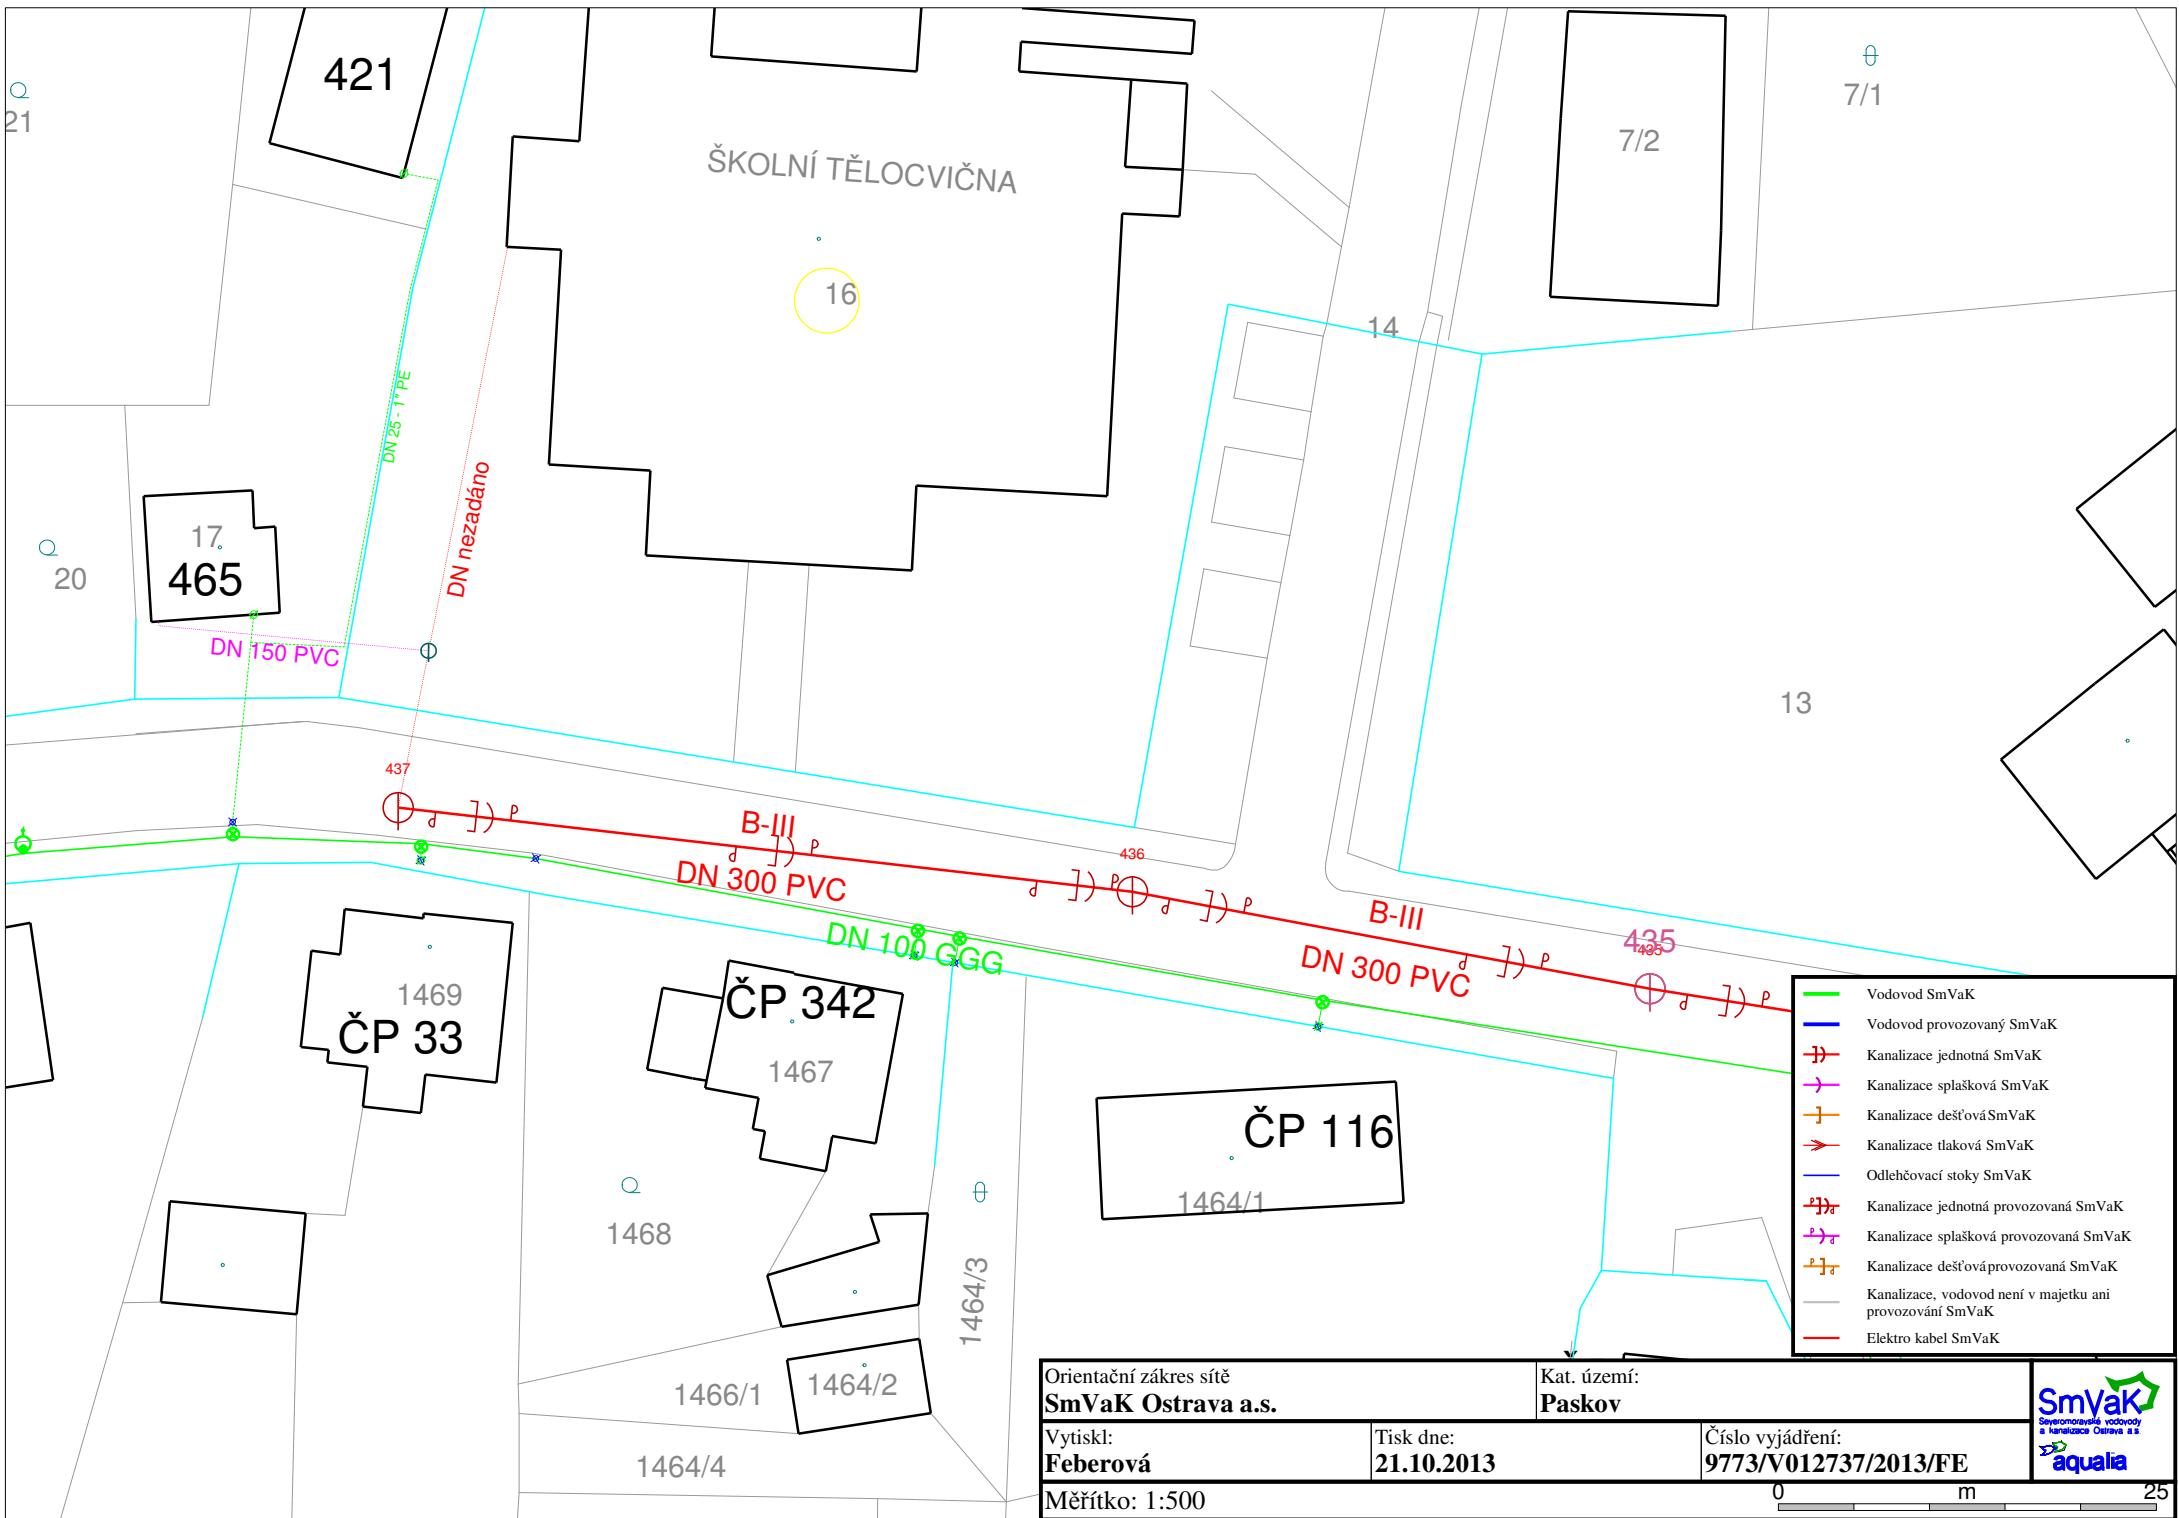 421
21
ŠKOLNÍ TĚLOCVIČNA
16
7/2
7/1
14
DN 25 - 1" PE
DN nezadáno
17
465
20
DN 150 PVC
13
437
B-III
DN 300 PVC
436
B-III
DN 300 PVC
435
435
DN 100 GGG
1469
ČP 33
ČP 342
1467
ČP 116
1464/1
1468
1464/3
1466/1
1464/2
1464/4
Vodovod SmVaK
Vodovod provozovaný SmVaK
Kanalizace jednotná SmVaK
Kanalizace splašková SmVaK
Kanalizace dešťová SmVaK
Kanalizace tlaková SmVaK
Odlehčovací stoky SmVaK
Kanalizace jednotná provozovaná SmVaK
Kanalizace splašková provozovaná SmVaK
Kanalizace dešťová provozovaná SmVaK
Kanalizace, vodovod není v majetku ani
provozování SmVaK
Elektro kabel SmVaK
Orientační zákres sítě
SmVaK Ostrava a.s.
Kat. území:
Paskov
Vytiskl:
Feberová
Tisk dne:
21.10.2013
Číslo vyjádření:
9773/V012737/2013/FE
SmVaK
Severomoravské vodovody
a kanalizace Ostrava a.s.
aqualia
Měřítko: 1:500
0 m 25